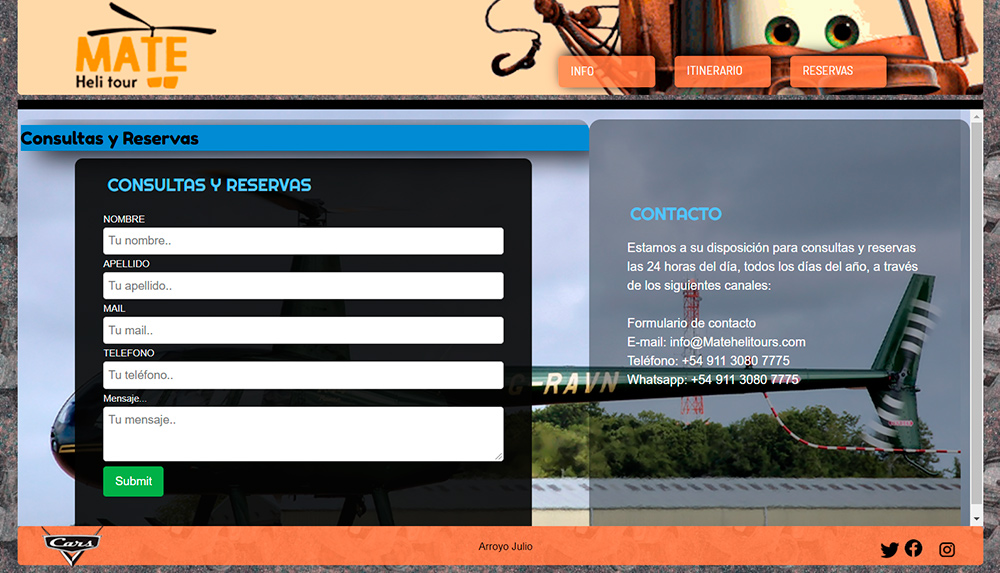 MATE
Heli tour
INFO
ITINERARIO
RESERVAS
Consultas y Reservas
CONSULTAS Y RESERVAS
NOMBRE
Tu nombre..
APELLIDO
Tu apellido..
MAIL
Tu mail..
TELEFONO
Tu teléfono..
Mensaje...
Tu mensaje..
Submit
CONTACTO
Estamos a su disposición para consultas y reservas
las 24 horas del día, todos los días del año, a través
de los siguientes canales:
Formulario de contacto
E-mail: info@Matehelitours.com
Teléfono: +54 911 3080 7775
Whatsapp: +54 911 3080 7775
G-RAVN
Cars
Arroyo Julio